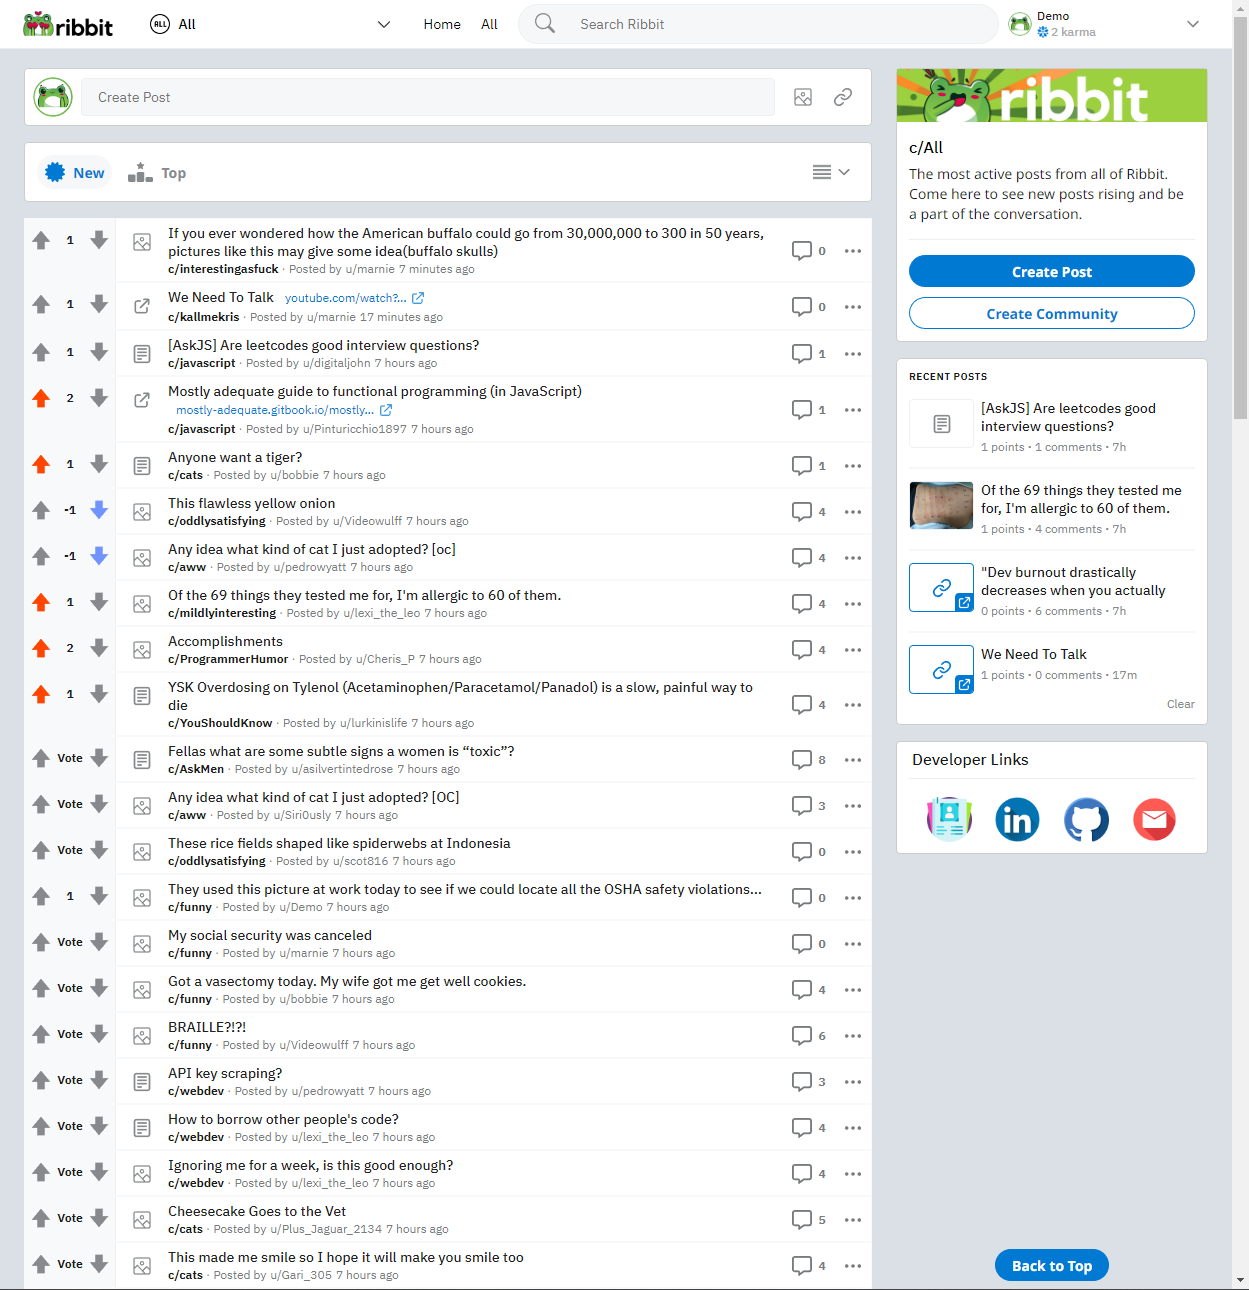 ribbit
ALL All
Home All
Search Ribbit
Demo
2 karma
Create Post
New
Top
1
If you ever wondered how the American buffalo could go from 30,000,000 to 300 in 50 years,
pictures like this may give some idea(buffalo skulls)
c/interestingasfuck · Posted by u/marnie 7 minutes ago
0
1
We Need To Talk youtube.com/watch?...
c/kallmekris · Posted by u/marnie 17 minutes ago
0
1
[AskJS] Are leetcodes good interview questions?
c/javascript · Posted by u/digitaljohn 7 hours ago
1
2
Mostly adequate guide to functional programming (in JavaScript)
mostly-adequate.gitbook.io/mostly...
c/javascript · Posted by u/Pinturicchio1897 7 hours ago
1
1
Anyone want a tiger?
c/cats · Posted by u/bobbie 7 hours ago
1
-1
This flawless yellow onion
c/oddlysatisfying · Posted by u/Videowulff 7 hours ago
4
-1
Any idea what kind of cat I just adopted? [oc]
c/aww · Posted by u/pedrowyatt 7 hours ago
4
1
Of the 69 things they tested me for, I'm allergic to 60 of them.
c/mildlyinteresting · Posted by u/lexi_the_leo 7 hours ago
4
2
Accomplishments
c/ProgrammerHumor · Posted by u/Cheris_P 7 hours ago
4
1
YSK Overdosing on Tylenol (Acetaminophen/Paracetamol/Panadol) is a slow, painful way to
die
c/YouShouldKnow · Posted by u/lurkinislife 7 hours ago
4
Vote
Fellas what are some subtle signs a women is “toxic”?
c/AskMen · Posted by u/asilvertintedrose 7 hours ago
8
Vote
Any idea what kind of cat I just adopted? [OC]
c/aww · Posted by u/Siri0usly 7 hours ago
3
Vote
These rice fields shaped like spiderwebs at Indonesia
c/oddlysatisfying · Posted by u/scot816 7 hours ago
0
1
They used this picture at work today to see if we could locate all the OSHA safety violations...
c/funny · Posted by u/Demo 7 hours ago
0
Vote
My social security was canceled
c/funny · Posted by u/marnie 7 hours ago
0
Vote
Got a vasectomy today. My wife got me get well cookies.
c/funny · Posted by u/bobbie 7 hours ago
4
Vote
BRAILLE?!?!
c/funny · Posted by u/Videowulff 7 hours ago
6
Vote
API key scraping?
c/webdev · Posted by u/pedrowyatt 7 hours ago
3
Vote
How to borrow other people's code?
c/webdev · Posted by u/lexi_the_leo 7 hours ago
4
Vote
Ignoring me for a week, is this good enough?
c/webdev · Posted by u/lexi_the_leo 7 hours ago
4
Vote
Cheesecake Goes to the Vet
c/cats · Posted by u/Plus_Jaguar_2134 7 hours ago
5
Vote
This made me smile so I hope it will make you smile too
c/cats · Posted by u/Gari_305 7 hours ago
4
ribbit
c/All
The most active posts from all of Ribbit.
Come here to see new posts rising and be
a part of the conversation.
Create Post
Create Community
RECENT POSTS
[AskJS] Are leetcodes good
interview questions?
1 points • 1 comments • 7h
Of the 69 things they tested me
for, I'm allergic to 60 of them.
1 points • 4 comments • 7h
"Dev burnout drastically
decreases when you actually
0 points • 6 comments • 7h
We Need To Talk
1 points • 0 comments • 17m
Clear
Developer Links
in
Back to Top